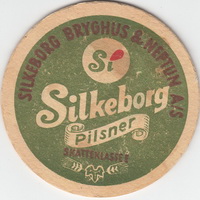 SILKEBORG BRYGHUS & NEPTUN A/S
Si
Silkeborg
Pilsner
SKATTEKLASSE I